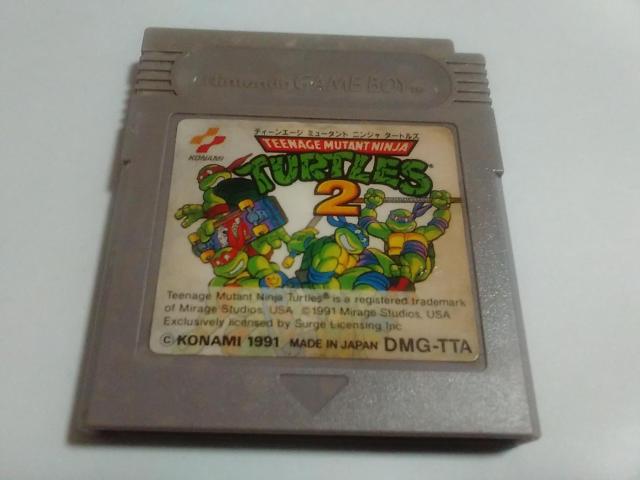 Nintendo GAME BOY TM
ティーンエージ ミュータント ニンジャ タートルズ
KONAMI
TEENAGE MUTANT NINJA
TURTLES®
2
Teenage Mutant Ninja Turtles® is a registered trademark
of Mirage Studios, USA ©1991 Mirage Studios, USA
Exclusively licensed by Surge Licensing Inc
© KONAMI 1991 MADE IN JAPAN DMG-TTA